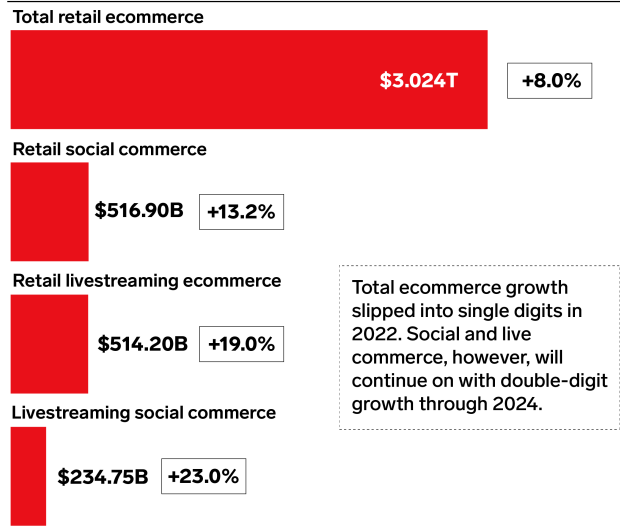 Total retail ecommerce
$3.024T
+8.0%
Retail social commerce
$516.90B
+13.2%
Retail livestreaming ecommerce
$514.20B
+19.0%
Total ecommerce growth
slipped into single digits in
2022. Social and live
commerce, however, will
continue on with double-digit
growth through 2024.
Livestreaming social commerce
$234.75B
+23.0%